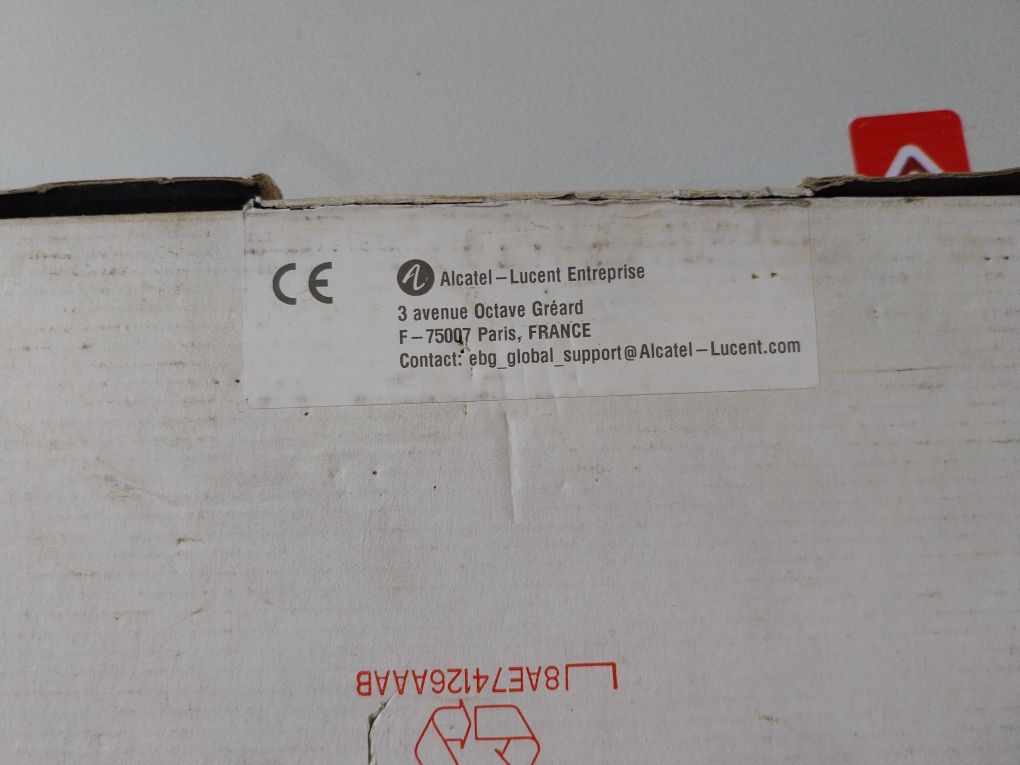 CE
Alcatel-Lucent Entreprise
3 avenue Octave Gréard
F-75007 Paris, FRANCE
Contact: ebg_global_support@Alcatel-Lucent.com
8AE74126AAAB